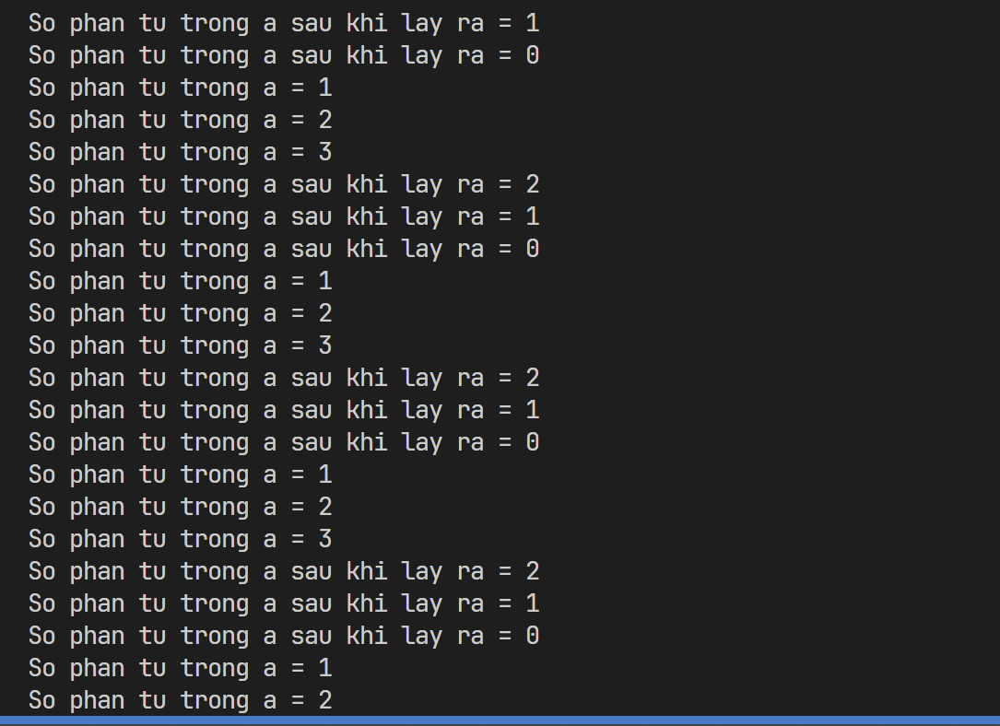 So phan tu trong a sau khi lay ra = 1
So phan tu trong a sau khi lay ra = 0
So phan tu trong a = 1
So phan tu trong a = 2
So phan tu trong a = 3
So phan tu trong a sau khi lay ra = 2
So phan tu trong a sau khi lay ra = 1
So phan tu trong a sau khi lay ra = 0
So phan tu trong a = 1
So phan tu trong a = 2
So phan tu trong a = 3
So phan tu trong a sau khi lay ra = 2
So phan tu trong a sau khi lay ra = 1
So phan tu trong a sau khi lay ra = 0
So phan tu trong a = 1
So phan tu trong a = 2
So phan tu trong a = 3
So phan tu trong a sau khi lay ra = 2
So phan tu trong a sau khi lay ra = 1
So phan tu trong a sau khi lay ra = 0
So phan tu trong a = 1
So phan tu trong a = 2